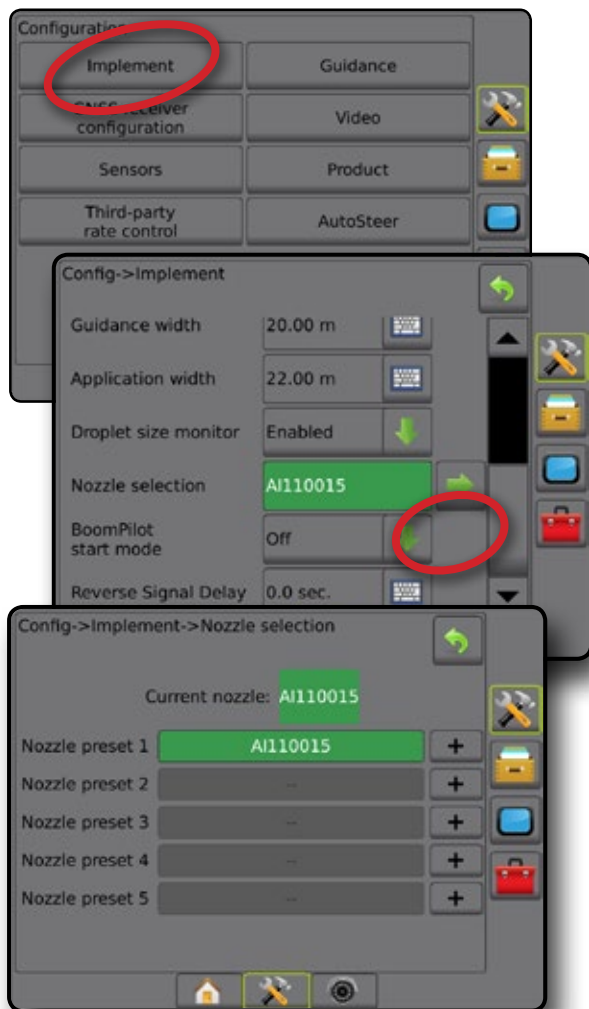 Configuration
Implement
Guidance
GNSS receiver
configuration
Video
Sensors
Product
Third-party
rate control
AutoSteer
Config->Implement
Guidance width
20.00 m
Application width
22.00 m
Droplet size monitor
Enabled
Nozzle selection
AI110015
BoomPilot
start mode
Off
Reverse Signal Delay
0.0 sec.
Config->Implement->Nozzle selection
Current nozzle: AI110015
Nozzle preset 1
AI110015
+
Nozzle preset 2
--
+
Nozzle preset 3
--
+
Nozzle preset 4
--
+
Nozzle preset 5
--
+